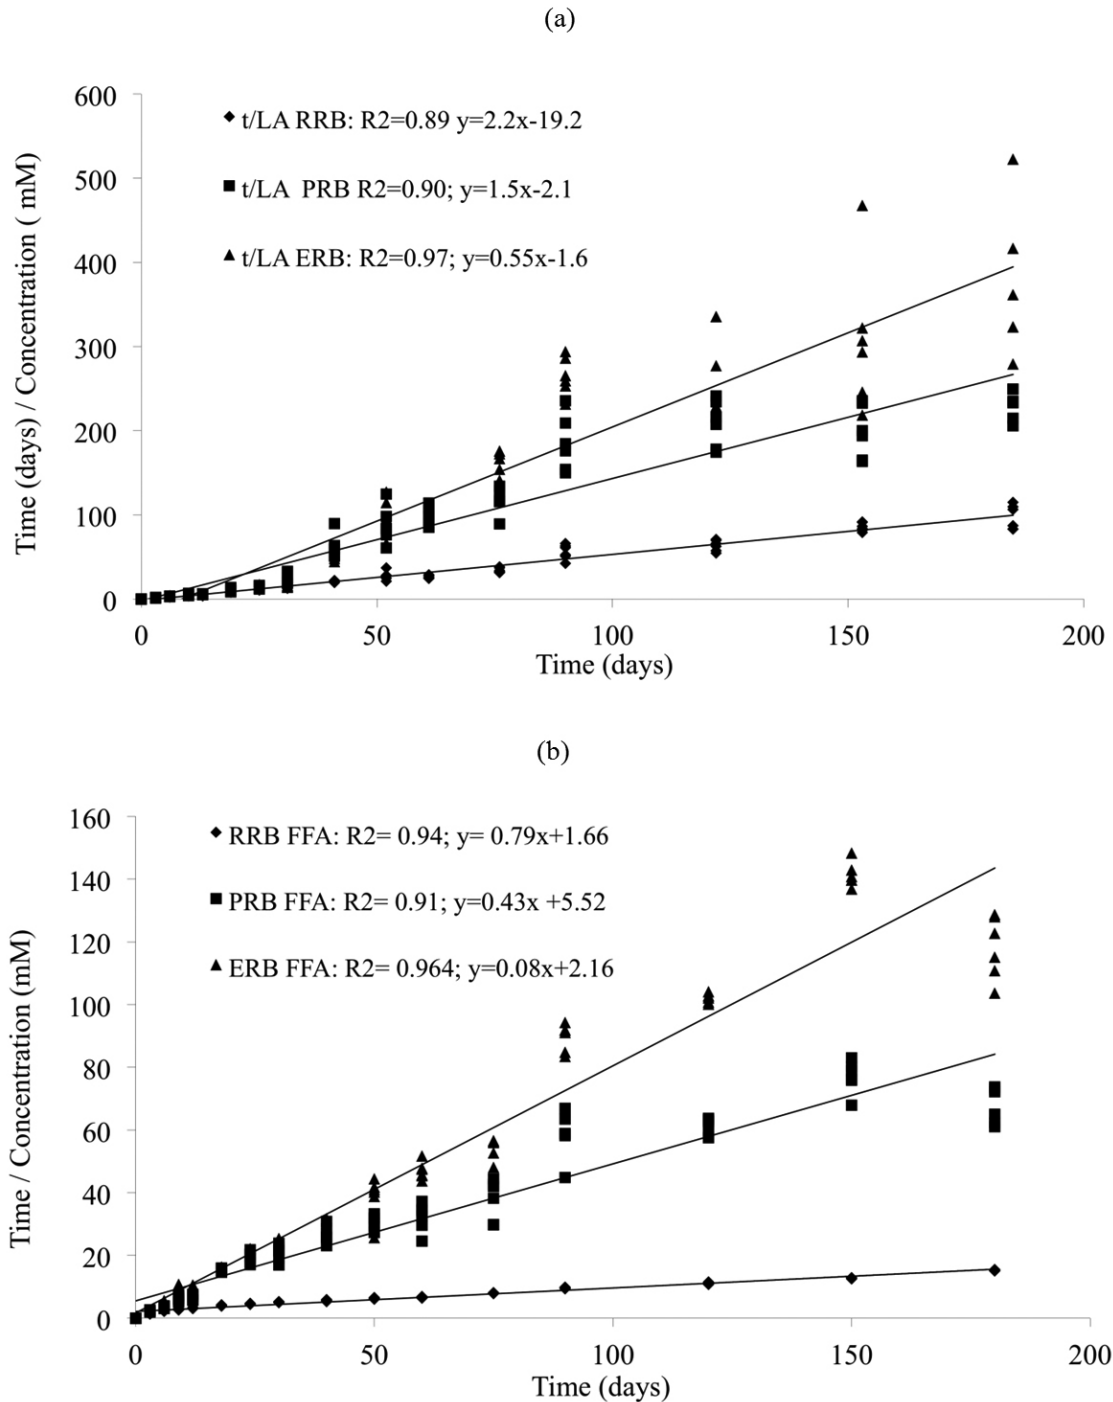 (a)
600
500
400
300
200
100
0
Time (days) / Concentration ( mM)
t/LA RRB: R2=0.89 y=2.2x-19.2
t/LA PRB R2=0.90; y=1.5x-2.1
t/LA ERB: R2=0.97; y=0.55x-1.6
0 50 100 150 200
Time (days)
(b)
160
140
120
100
80
60
40
20
0
Time / Concentration (mM)
RRB FFA: R2= 0.94; y= 0.79x+1.66
PRB FFA: R2= 0.91; y=0.43x +5.52
ERB FFA: R2= 0.964; y=0.08x+2.16
0 50 100 150 200
Time (days)